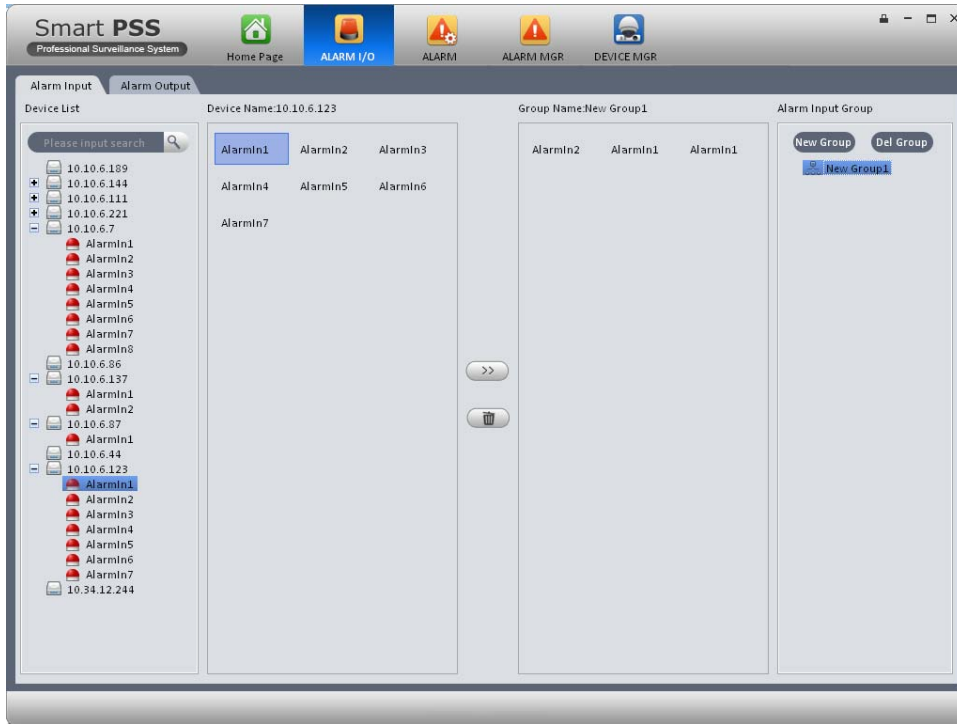 Smart PSS
Professional Surveillance System
Home Page
ALARM I/O
ALARM
ALARM MGR
DEVICE MGR
Alarm Input
Alarm Output
Device List
Please input search
10.10.6.189
10.10.6.144
10.10.6.111
10.10.6.221
10.10.6.7
AlarmIn1
AlarmIn2
AlarmIn3
AlarmIn4
AlarmIn5
AlarmIn6
AlarmIn7
AlarmIn8
10.10.6.86
10.10.6.137
AlarmIn1
AlarmIn2
10.10.6.87
AlarmIn1
10.10.6.44
10.10.6.123
AlarmIn1
AlarmIn2
AlarmIn3
AlarmIn4
AlarmIn5
AlarmIn6
AlarmIn7
10.34.12.244
Device Name:10.10.6.123
AlarmIn1 AlarmIn2 AlarmIn3
AlarmIn4 AlarmIn5 AlarmIn6
AlarmIn7
>>
Group Name:New Group1
AlarmIn2 AlarmIn1 AlarmIn1
Alarm Input Group
New Group Del Group
New Group1